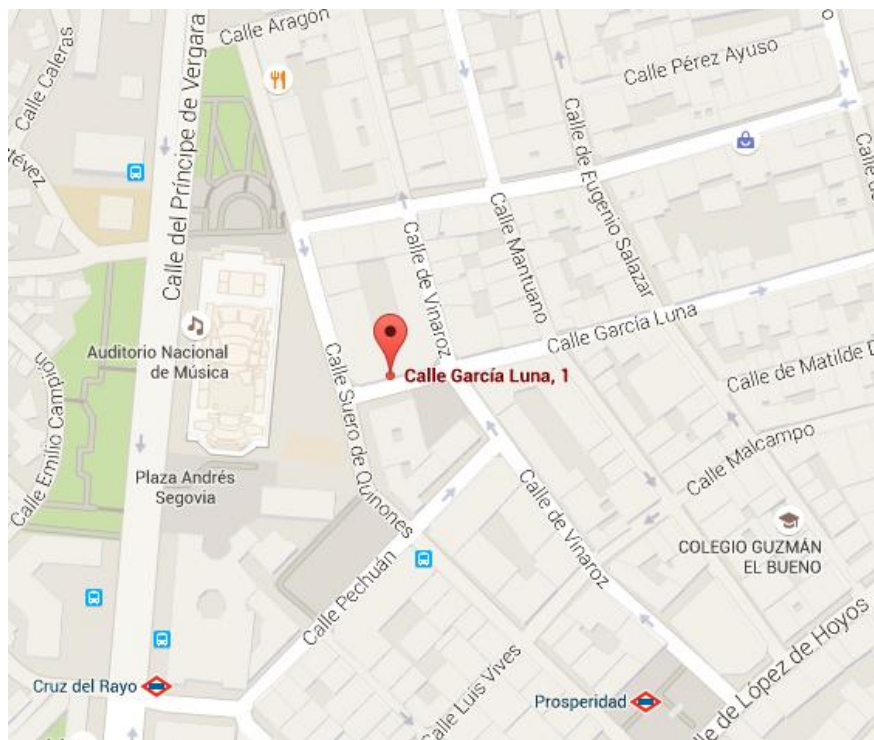 Calle Aragón
Calle Caleras
Calle Pérez Ayuso
Calle del Príncipe de Vergara
Calle de Eugenio Salazar
Calle Mantuano
Calle de Vinaroz
Calle García Luna
Auditorio Nacional
de Música
Calle García Luna, 1
Calle de Matilde D
Calle Suero de Quinones
Calle Emilio Campion
Calle Malcampo
Plaza Andrés
Segovia
Calle de Vinaroz
COLEGIO GUZMÁN
EL BUENO
Calle Pechuán
Calle Luis Vives
lle de López de Hoyos
Cruz del Rayo
Prosperidad